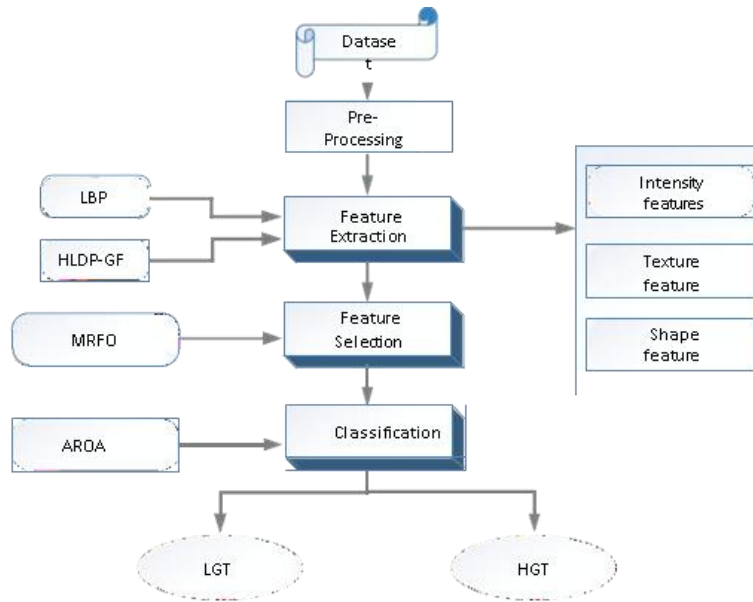 Datase
t
Pre-
Processing
LBP
HLDP-GF
Feature
Extraction
Intensity
features
Texture
feature
Shape
feature
MRFO
Feature
Selection
AROA
Classification
LGT
HGT